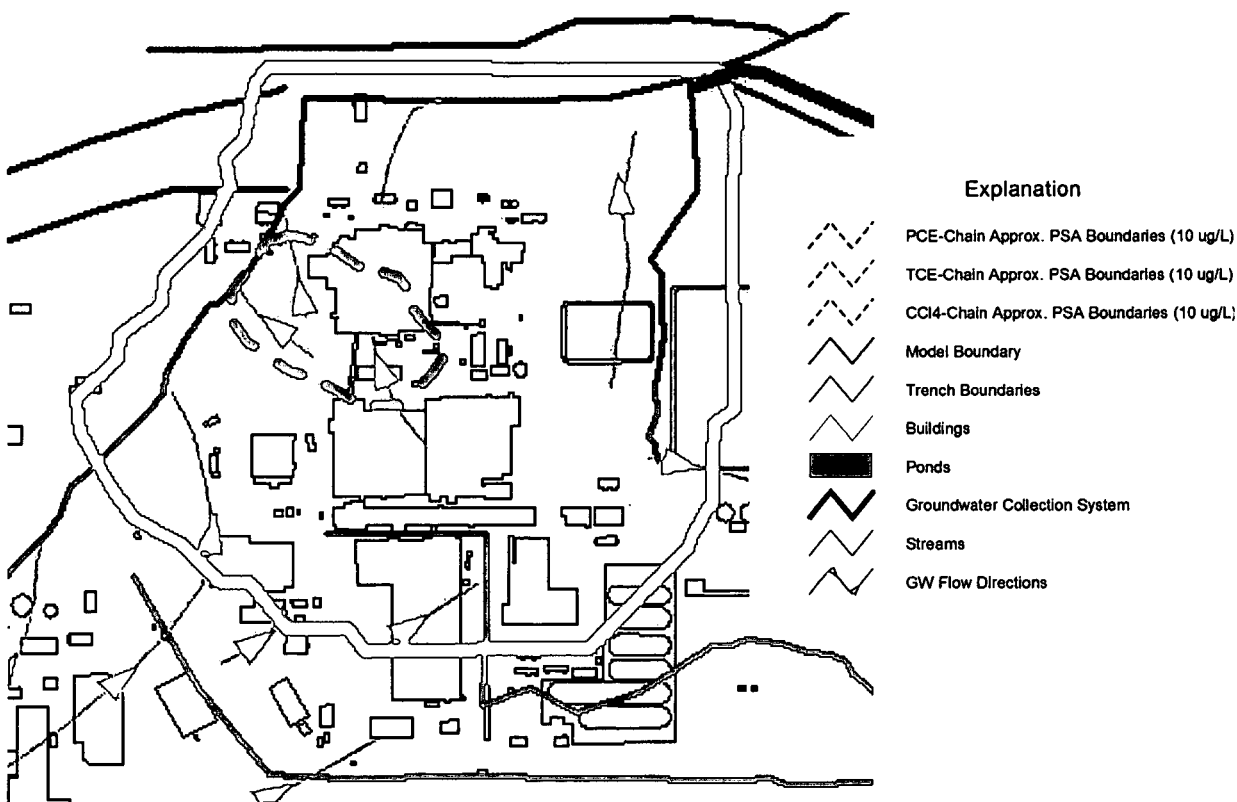 Explanation
PCE-Chain Approx. PSA Boundaries (10 ug/L)
TCE-Chain Approx. PSA Boundaries (10 ug/L)
CCl4-Chain Approx. PSA Boundaries (10 ug/L)
Model Boundary
Trench Boundaries
Buildings
Ponds
Groundwater Collection System
Streams
GW Flow Directions